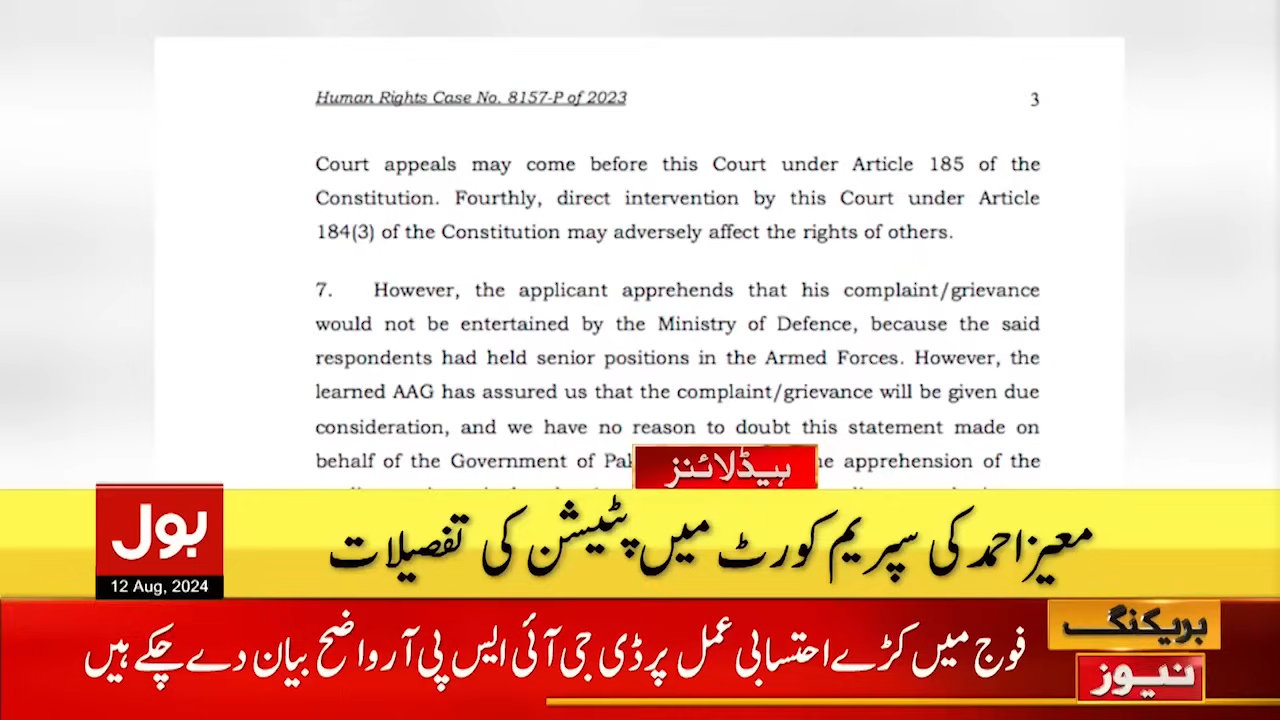 Human Rights Case No. 8157-P of 2023
3
Court appeals may come before this Court under Article 185 of the
Constitution. Fourthly, direct intervention by this Court under Article
184(3) of the Constitution may adversely affect the rights of others.
7. However, the applicant apprehends that his complaint/grievance
would not be entertained by the Ministry of Defence, because the said
respondents had held senior positions in the Armed Forces. However, the
learned AAG has assured us that the complaint/grievance will be given due
consideration, and we have no reason to doubt this statement made on
behalf of the Government of apprehension of the
ہیڈلائنز
بول
12 Aug, 2024
معیز احمد کی سپریم کورٹ میں پٹیشن کی تفصیلات
بریکنگ
نیوز
فوج میں کڑے احتسابی عمل پر ڈی جی آئی ایس پی آر واضح بیان دے چکے ہیں